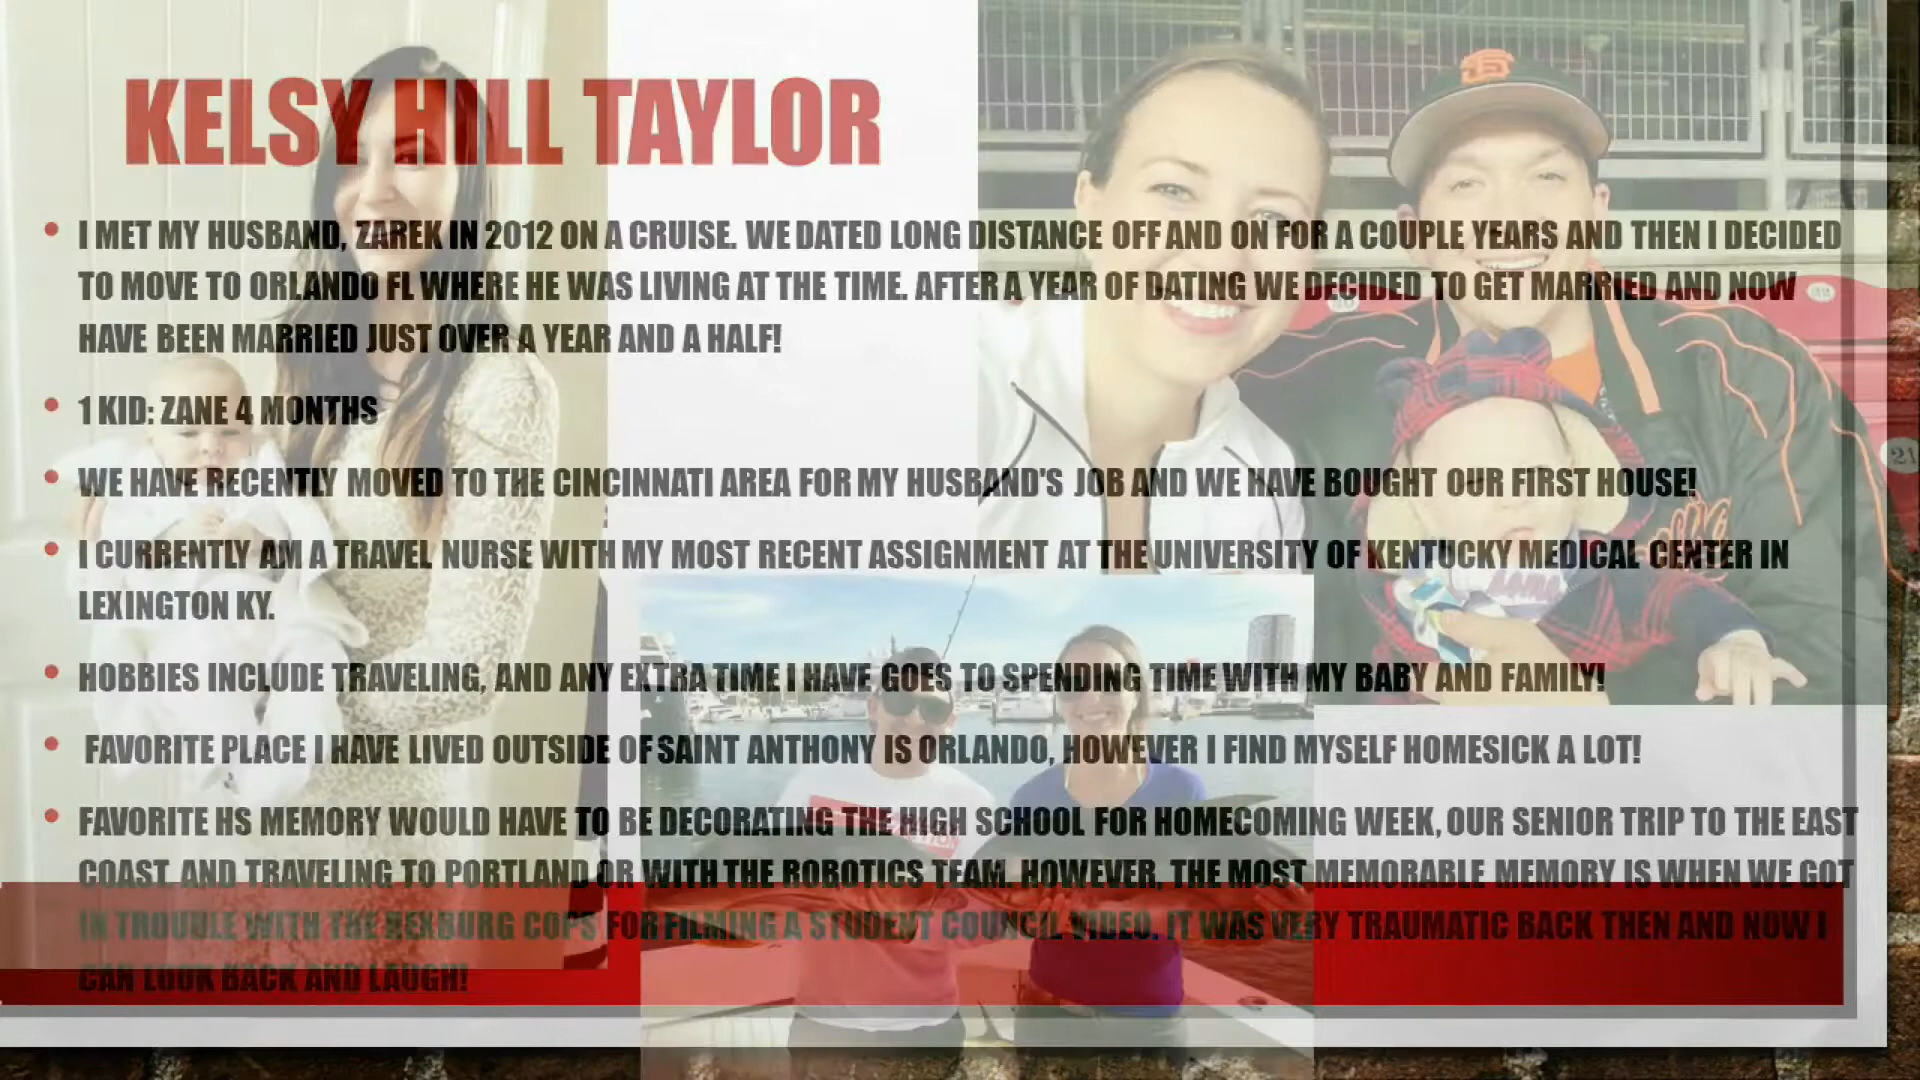 KELSY HILL TAYLOR
• I MET MY HUSBAND, ZAREK IN 2012 ON A CRUISE. WE DATED LONG DISTANCE OFF AND ON FOR A COUPLE YEARS AND THEN I DECIDED
TO MOVE TO ORLANDO FL WHERE HE WAS LIVING AT THE TIME. AFTER A YEAR OF DATING WE DECIDED TO GET MARRIED AND NOW
HAVE BEEN MARRIED JUST OVER A YEAR AND A HALF!
• 1 KID: ZANE 4 MONTHS
• WE HAVE RECENTLY MOVED TO THE CINCINNATI AREA FOR MY HUSBAND'S JOB AND WE HAVE BOUGHT OUR FIRST HOUSE!
• I CURRENTLY AM A TRAVEL NURSE WITH MY MOST RECENT ASSIGNMENT AT THE UNIVERSITY OF KENTUCKY MEDICAL CENTER IN
LEXINGTON KY.
• HOBBIES INCLUDE TRAVELING, AND ANY EXTRA TIME I HAVE GOES TO SPENDING TIME WITH MY BABY AND FAMILY!
• FAVORITE PLACE I HAVE LIVED OUTSIDE OF SAINT ANTHONY IS ORLANDO, HOWEVER I FIND MYSELF HOMESICK A LOT!
• FAVORITE HS MEMORY WOULD HAVE TO BE DECORATING THE HIGH SCHOOL FOR HOMECOMING WEEK, OUR SENIOR TRIP TO THE EAST
COAST, AND TRAVELING TO PORTLAND OR WITH THE ROBOTICS TEAM. HOWEVER, THE MOST MEMORABLE MEMORY IS WHEN WE GOT
IN TROUBLE WITH THE REXBURG COPS FOR FILMING A STUDENT COUNCIL VIDEO. IT WAS VERY TRAUMATIC BACK THEN AND NOW I
CAN LOOK BACK AND LAUGH!
SF
21